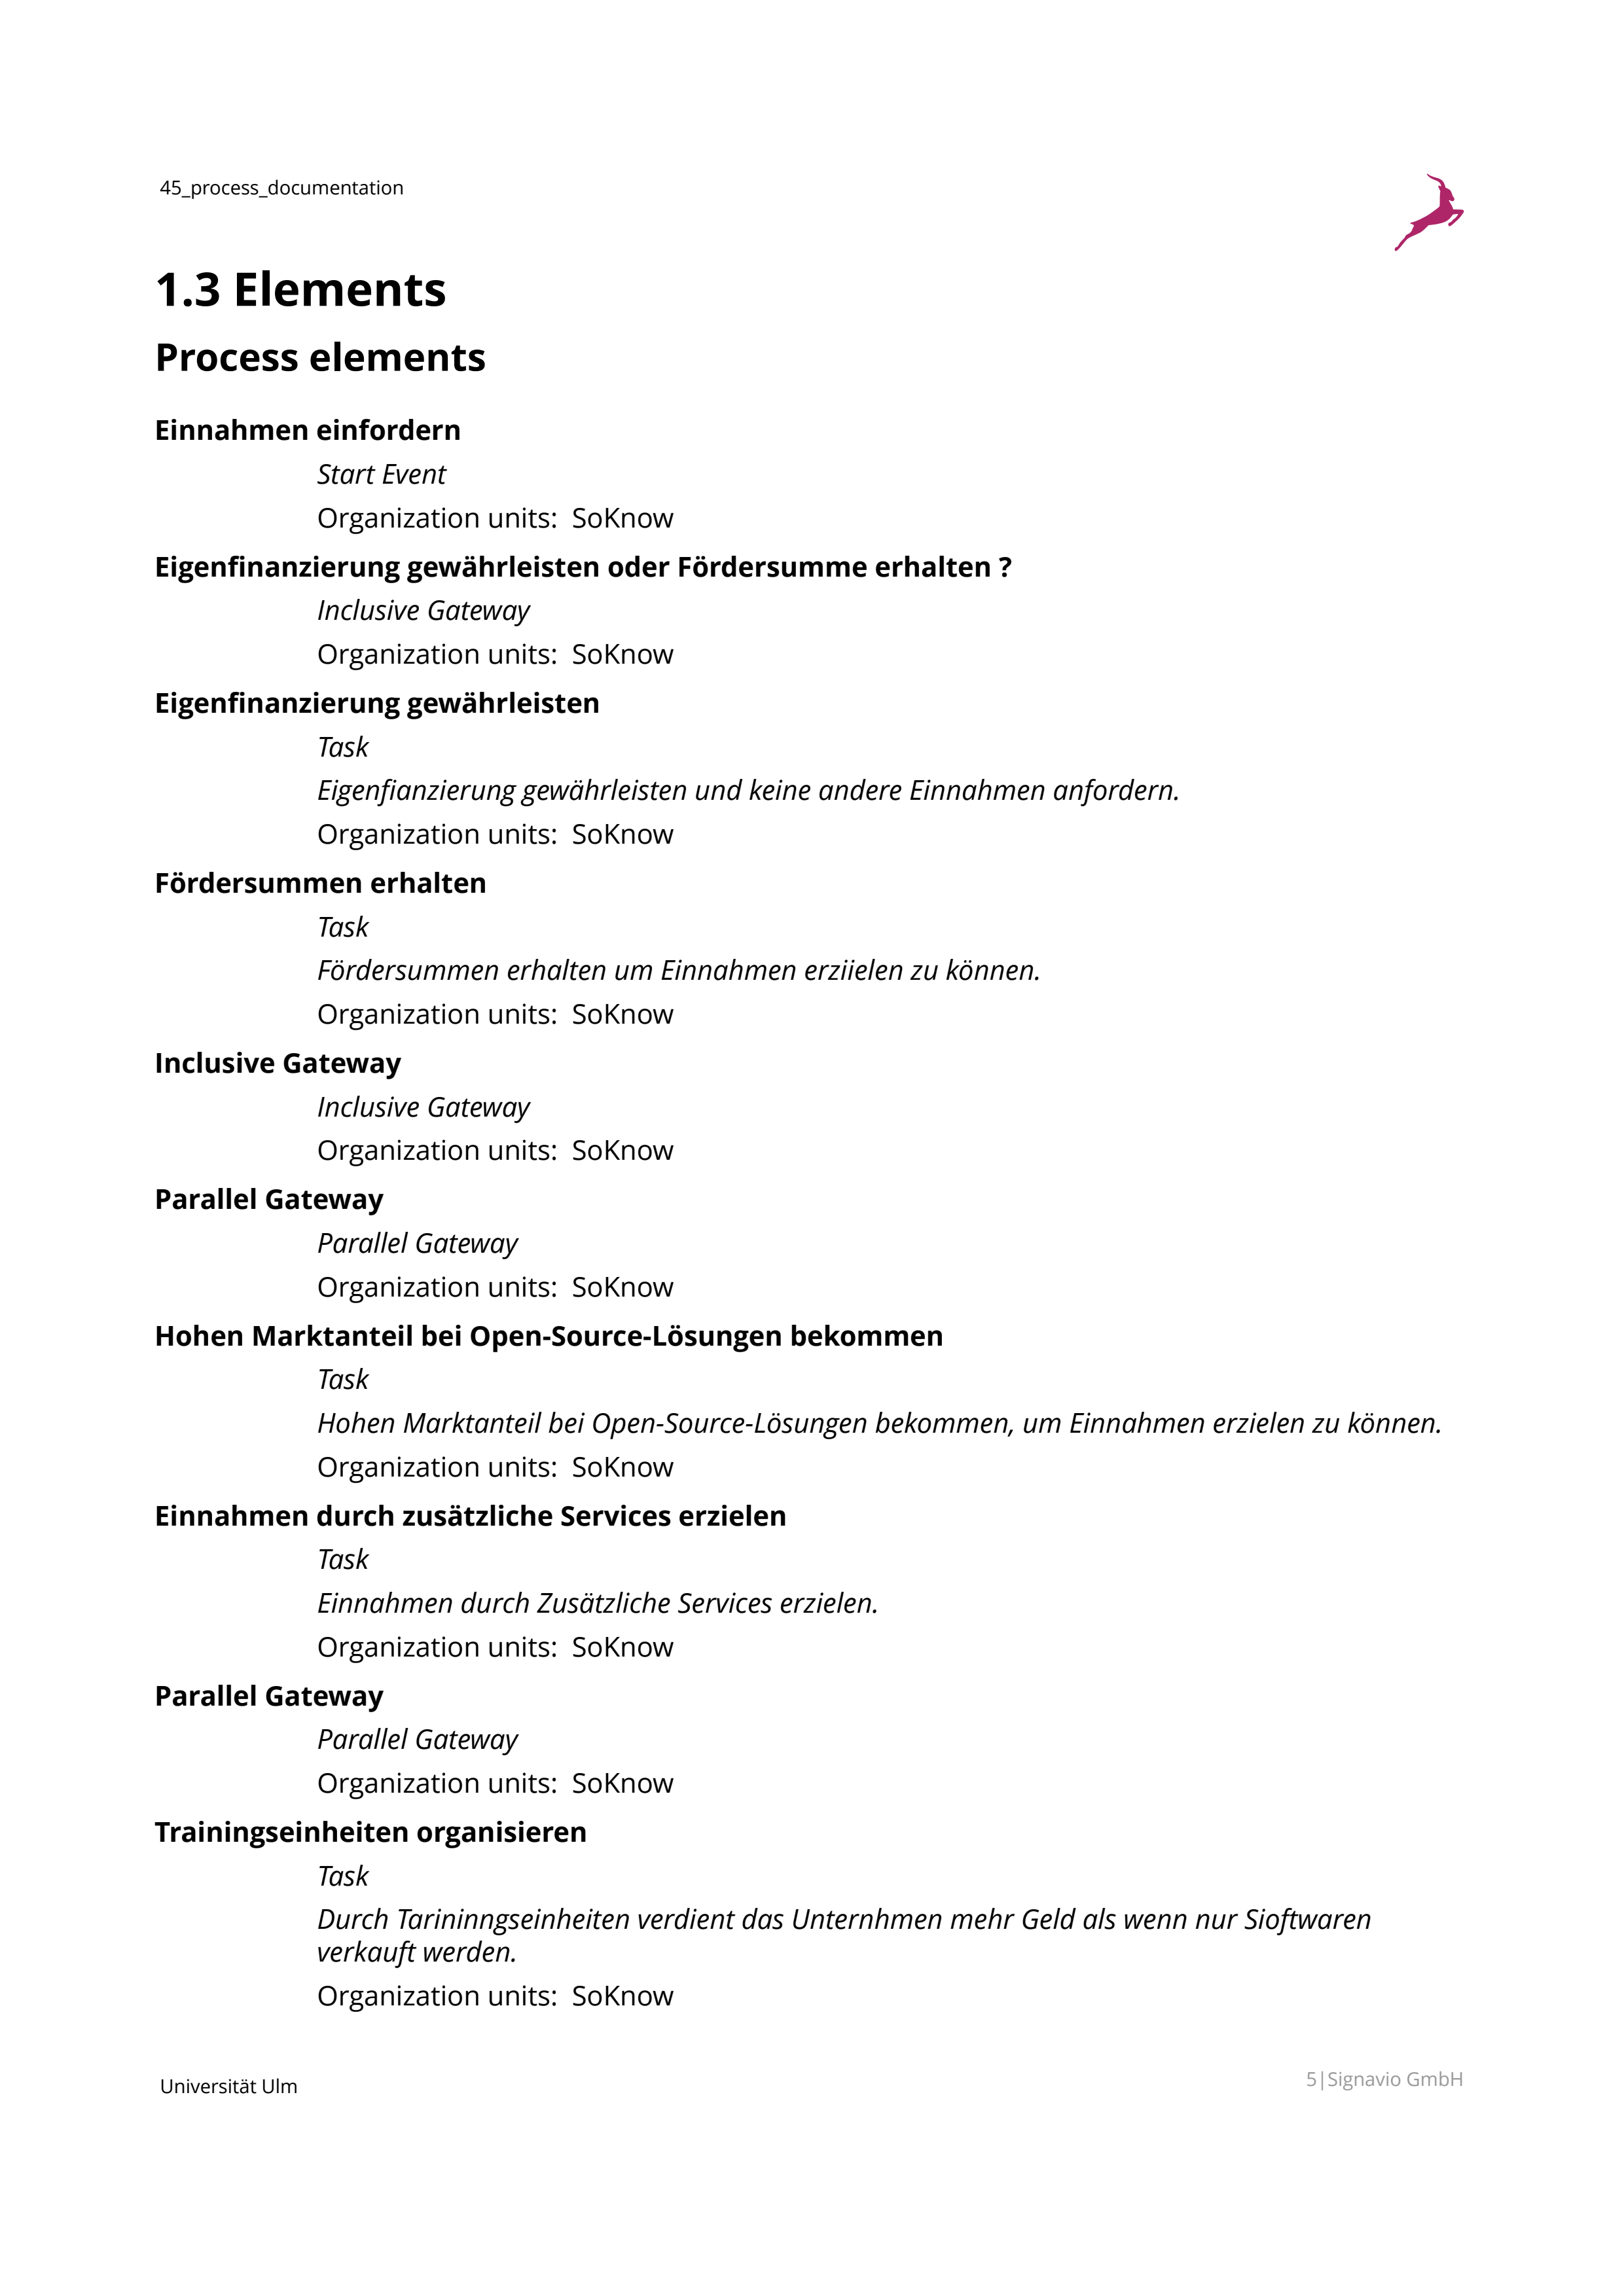 45_process_documentation
1.3 Elements
Process elements
Einnahmen einfordern
Start Event
Organization units:  SoKnow
Eigenfinanzierung gewährleisten oder Fördersumme erhalten ?
Inclusive Gateway
Organization units:  SoKnow
Eigenfinanzierung gewährleisten
Task
Eigenfianzierung gewährleisten und keine andere Einnahmen anfordern.
Organization units:  SoKnow
Fördersummen erhalten
Task
Fördersummen erhalten um Einnahmen erziielen zu können.
Organization units:  SoKnow
Inclusive Gateway
Inclusive Gateway
Organization units:  SoKnow
Parallel Gateway
Parallel Gateway
Organization units:  SoKnow
Hohen Marktanteil bei Open-Source-Lösungen bekommen
Task
Hohen Marktanteil bei Open-Source-Lösungen bekommen, um Einnahmen erzielen zu können.
Organization units:  SoKnow
Einnahmen durch zusätzliche Services erzielen
Task
Einnahmen durch Zusätzliche Services erzielen.
Organization units:  SoKnow
Parallel Gateway
Parallel Gateway
Organization units:  SoKnow
Trainingseinheiten organisieren
Task
Durch Tarininngseinheiten verdient das Unternhmen mehr Geld als wenn nur Sioftwaren
verkauft werden.
Organization units:  SoKnow
Universität Ulm
5|Signavio GmbH